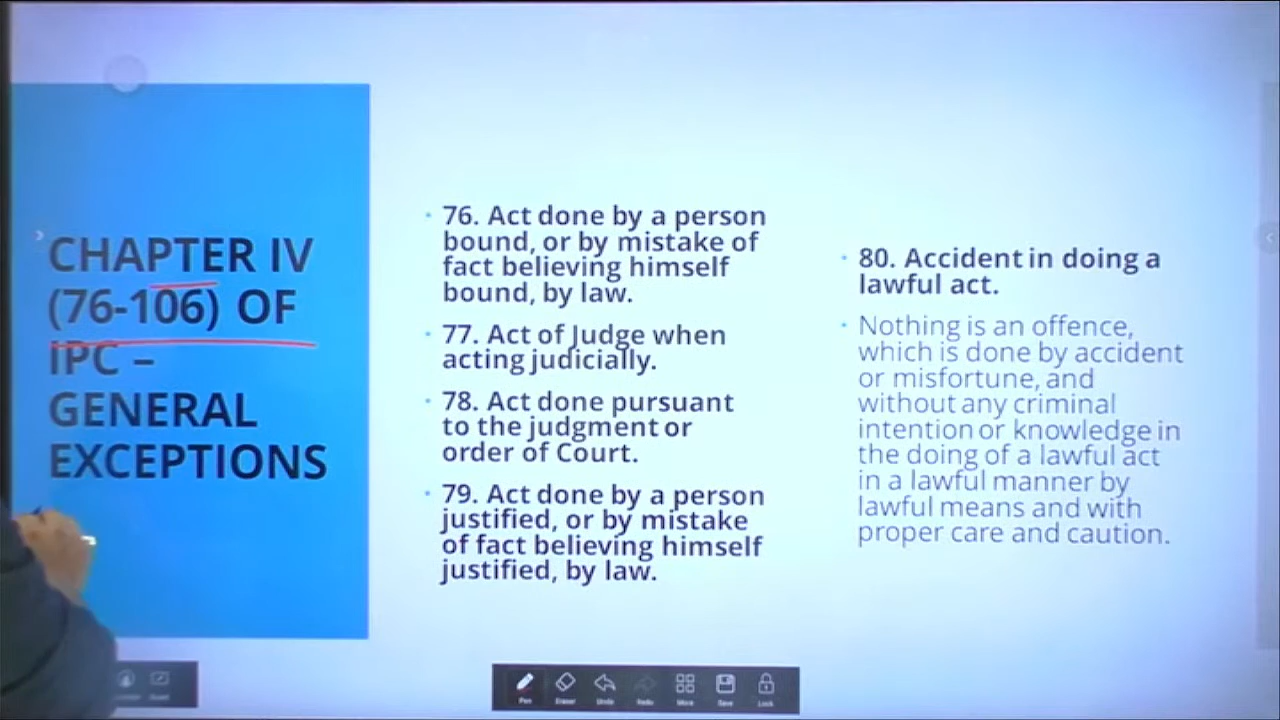 CHAPTER IV
(76-106) OF
IPC –
GENERAL
EXCEPTIONS
• 76. Act done by a person
bound, or by mistake of
fact believing himself
bound, by law.
• 77. Act of Judge when
acting judicially.
• 78. Act done pursuant
to the judgment or
order of Court.
• 79. Act done by a person
justified, or by mistake
of fact believing himself
justified, by law.
• 80. Accident in doing a
lawful act.
• Nothing is an offence,
which is done by accident
or misfortune, and
without any criminal
intention or knowledge in
the doing of a lawful act
in a lawful manner by
lawful means and with
proper care and caution.
Pen Eraser Undo Redo More Save Lock